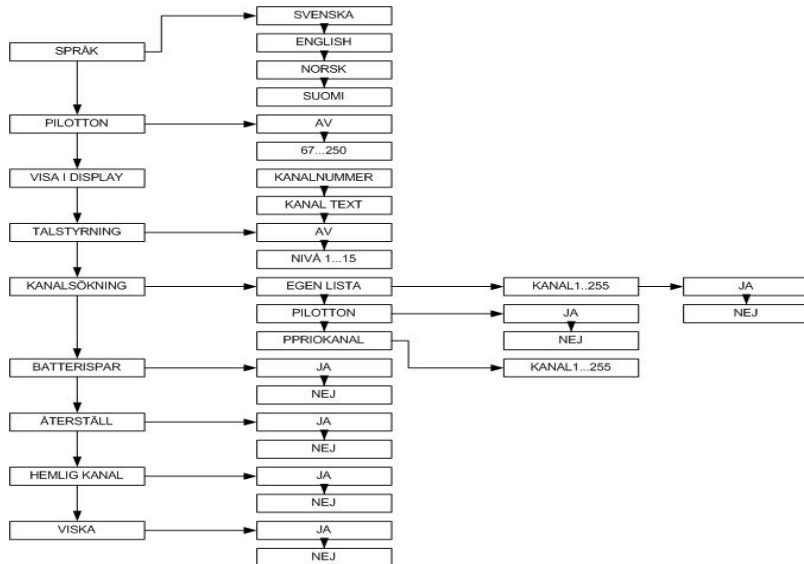 SPRÅK
SVENSKA
ENGLISH
NORSK
SUOMI
PILOTTON
AV
67...250
VISA I DISPLAY
KANALNUMMER
KANAL TEXT
TALSTYRNING
AV
NIVÅ 1...15
KANALSÖKNING
EGEN LISTA
KANAL1..255
JA
NEJ
PILOTTON
JA
NEJ
PPRIOKANAL
KANAL1...255
BATTERISPAR
JA
NEJ
ÅTERSTÄLL
JA
NEJ
HEMLIG KANAL
JA
NEJ
VISKA
JA
NEJ